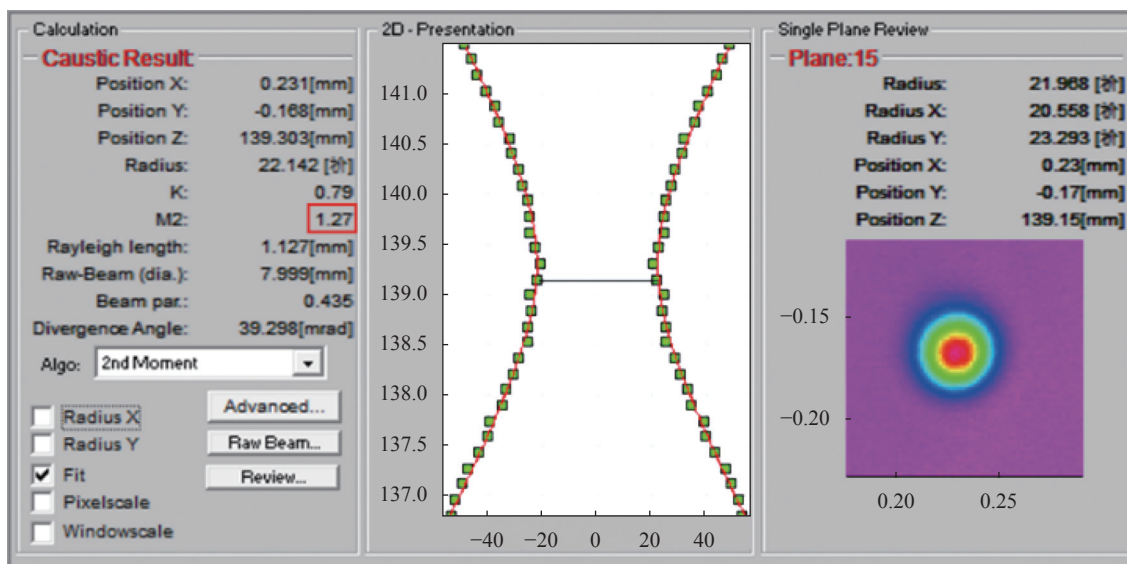 Calculation
Caustic Result:
Position X: 0.231[mm]
Position Y: -0.168[mm]
Position Z: 139.303[mm]
Radius: 22.142 [祄]
K: 0.79
M2: 1.27
Rayleigh length: 1.127[mm]
Raw-Beam (dia.): 7.999[mm]
Beam par.: 0.435
Divergence Angle: 39.298[mrad]
Algo: 2nd Moment
Radius X
Radius Y
Fit
Pixelscale
Windowscale
Advanced...
Raw Beam...
Review...
2D - Presentation
141.0
140.5
140.0
139.5
139.0
138.5
138.0
137.5
137.0
−40 −20 0 20 40
Single Plane Review
Plane:15
Radius: 21.968 [祄]
Radius X: 20.558 [祄]
Radius Y: 23.293 [祄]
Position X: 0.23[mm]
Position Y: -0.17[mm]
Position Z: 139.15[mm]
−0.15
−0.20
0.20 0.25